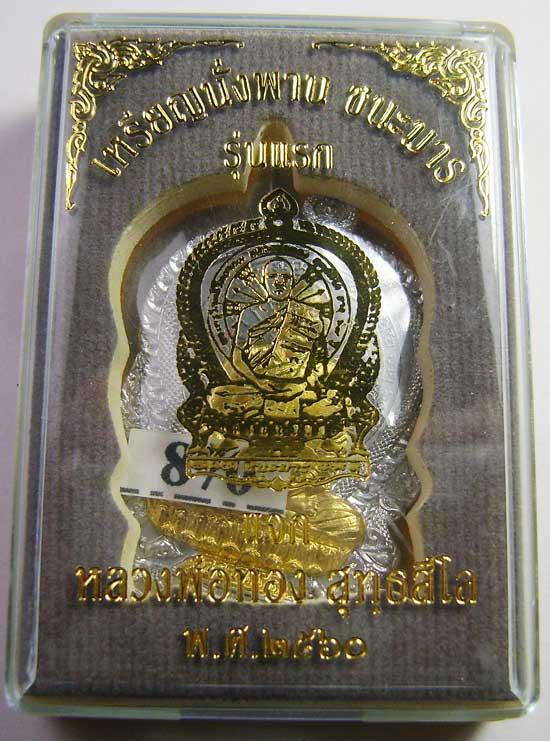 เหรียญนั่งพาน ชนะมาร
รุ่นแรก
หลวงพ่อทอง สุทฺธสีโล
พ.ศ.๒๕๖๐